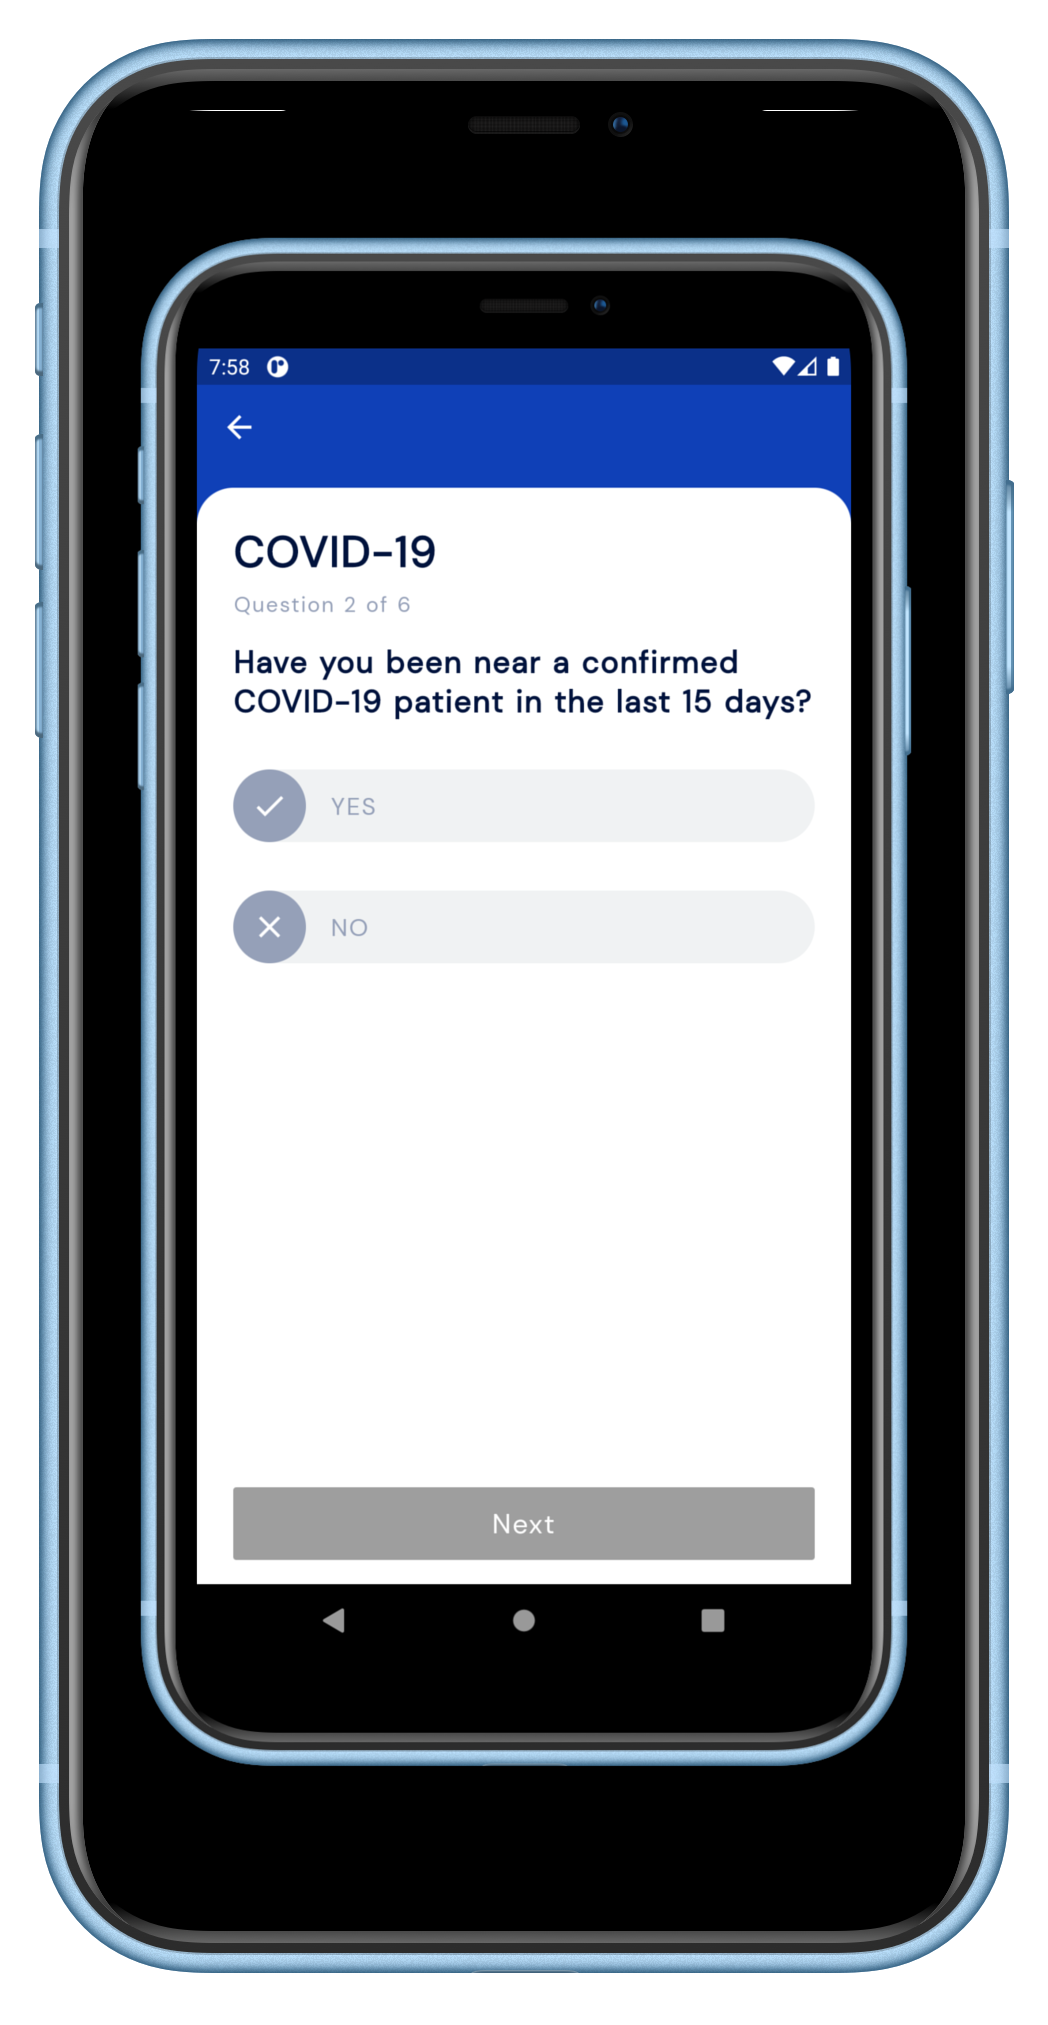 7:58
COVID-19
Question 2 of 6
Have you been near a confirmed
COVID-19 patient in the last 15 days?
YES
NO
Next